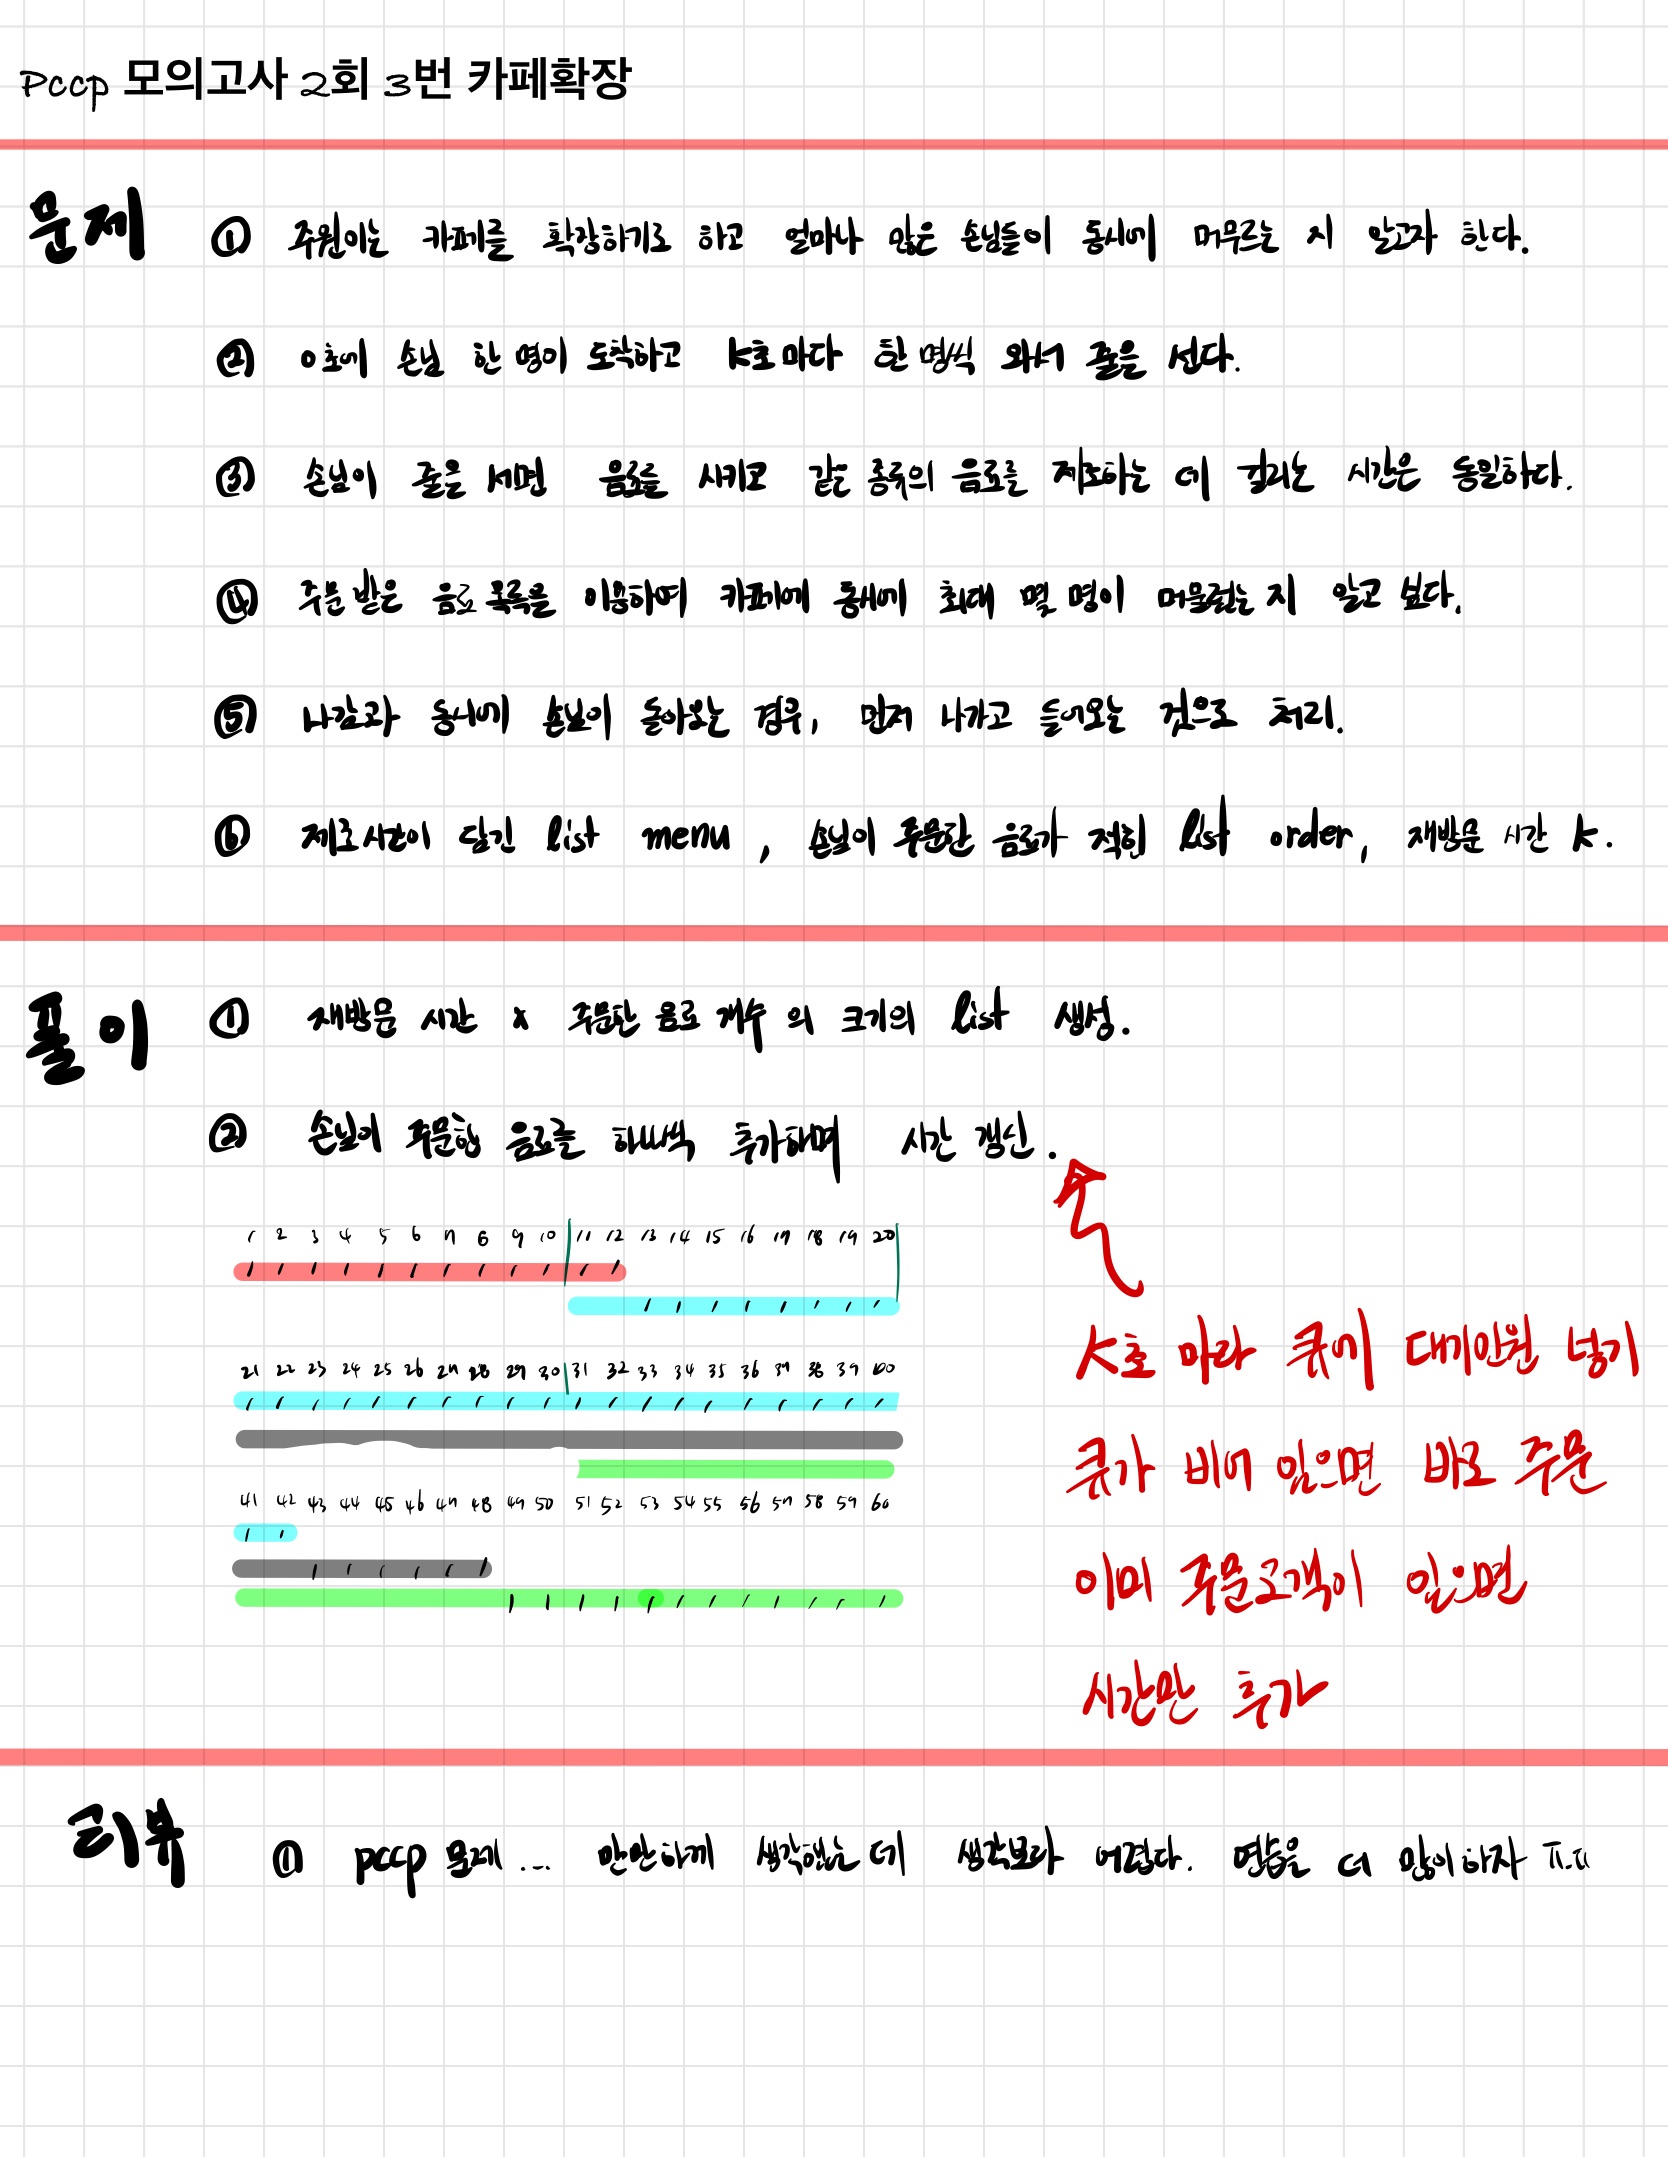 Pccp 모의고사 2회 3번 카페확장
문제
① 주원이는 카페를 확장하기로 하고 얼마나 많은 손님들이 동시에 머무르는 지 알고자 한다.
② 0초에 손님 한 명이 도착하고 k초마다 한 명씩 와서 줄을 선다.
③ 손님이 줄을 서면 음료를 시키고 같은 종류의 음료를 제조하는 데 걸리는 시간은 동일하다.
④ 주문 받은 음료 목록을 이용하여 카페에 동시에 최대 몇 명이 머물렀는 지 알고 싶다.
⑤ 나감과 동시에 손님이 돌아오는 경우, 먼저 나가고 들어오는 것으로 처리.
⑥ 제조시간이 담긴 list menu, 손님이 주문한 음료가 적힌 list order, 재방문 시간 k.
풀이
① 재방문 시간 x 주문한 음료 개수 의 크기의 list 생성.
② 손님이 주문한 음료를 하나씩 추가하며 시간 갱신.
1 2 3 4 5 6 7 8 9 10 11 12 13 14 15 16 17 18 19 20
21 22 23 24 25 26 27 28 29 30 31 32 33 34 35 36 37 38 39 40
41 42 43 44 45 46 47 48 49 50 51 52 53 54 55 56 57 58 59 60
k초 마다 큐에 대기인원 넣기
큐가 비어 있으면 바로 주문
이미 주문고객이 있으면
시간만 추가
리뷰
① pccp 문제... 만만하게 생각했는데 생각보다 어렵다. 연습을 더 많이하자 ㅠ.ㅠ